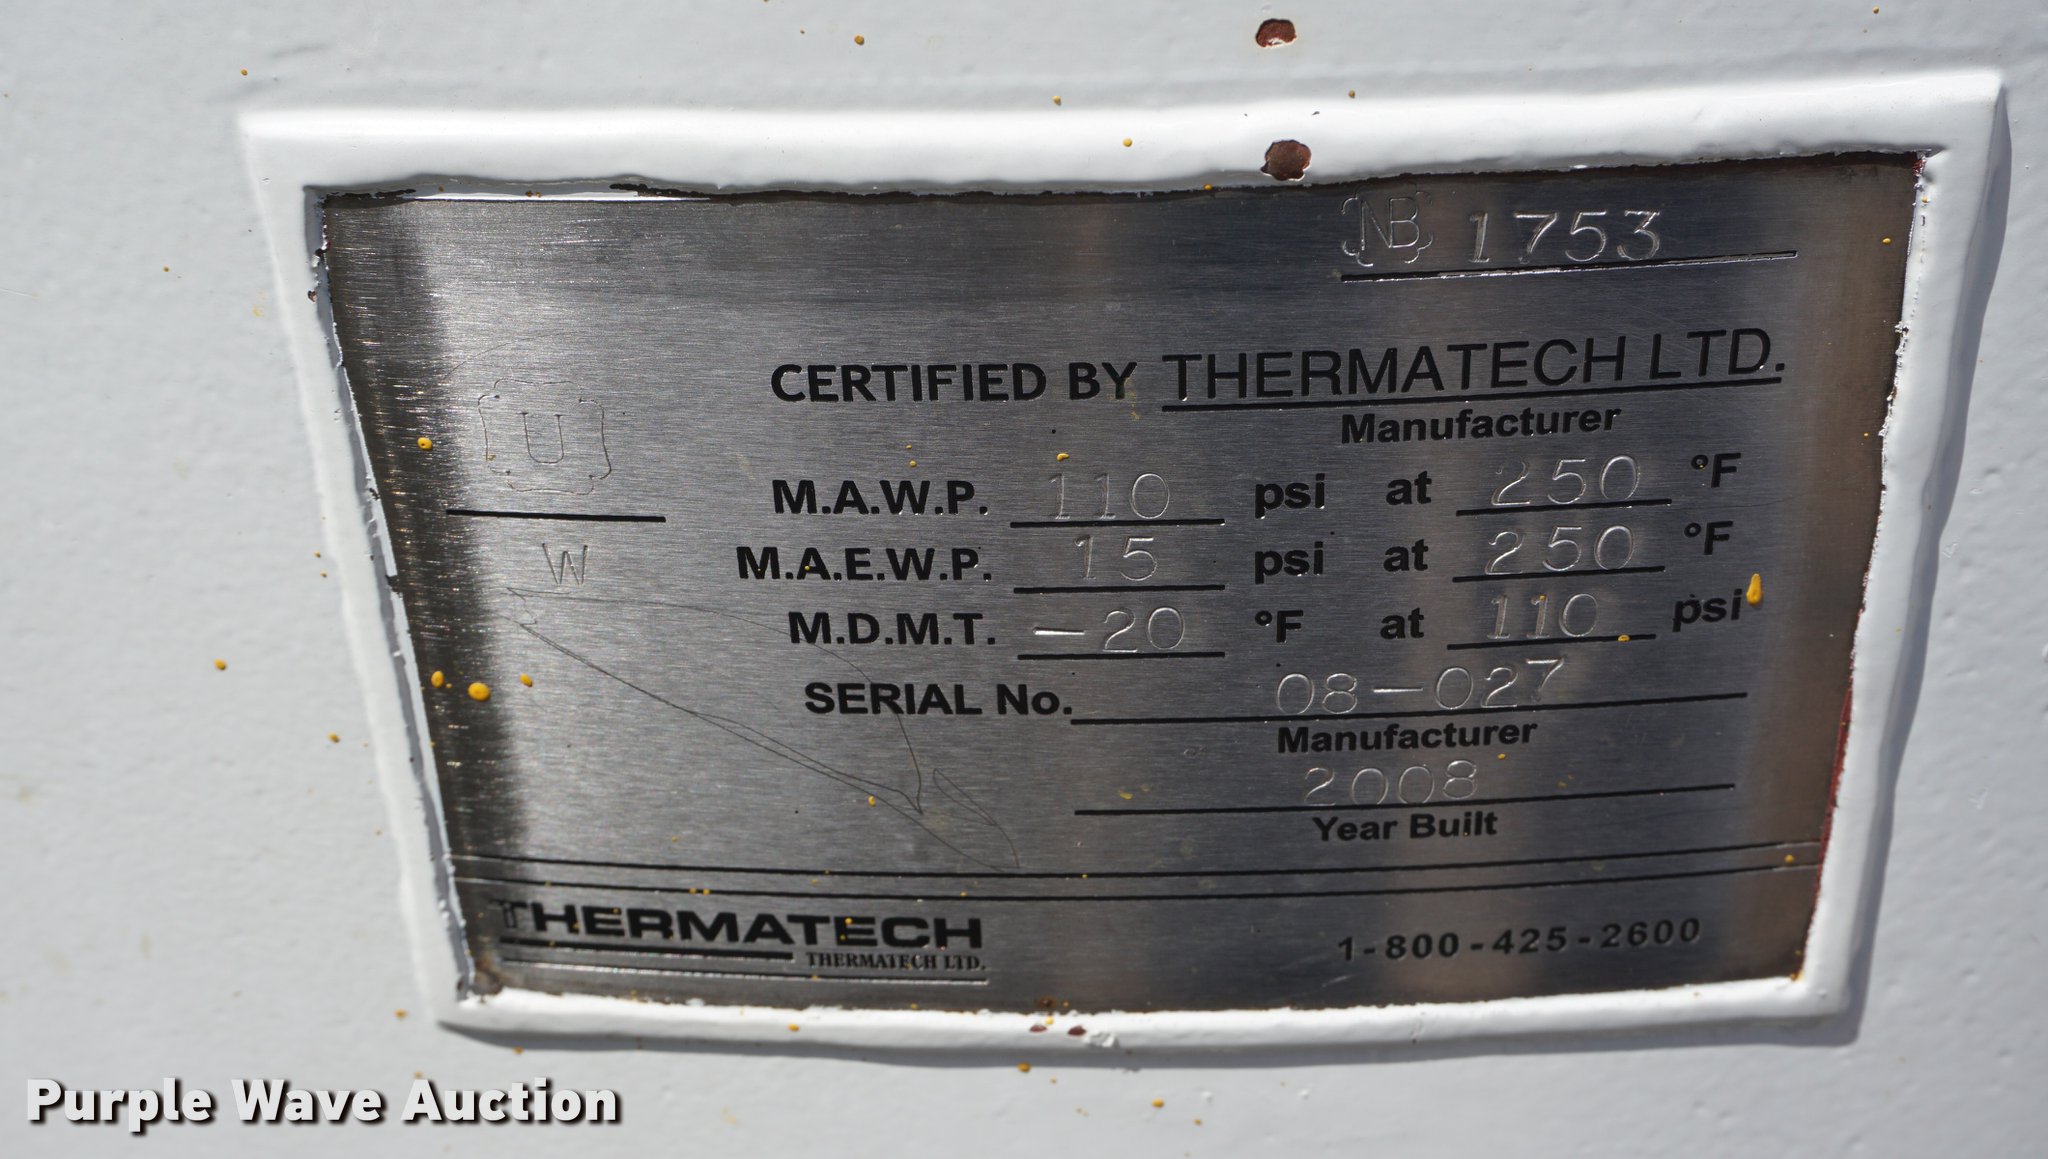 NB 1753
CERTIFIED BY THERMATECH LTD.
Manufacturer
U
M.A.W.P. 110 psi at 250 °F
W
M.A.E.W.P. 15 psi at 250 °F
M.D.M.T. -20 °F at 110 psi
SERIAL No. 08-027
Manufacturer
2008
Year Built
THERMATECH
THERMATECH LTD.
1-800-425-2600
Purple Wave Auction